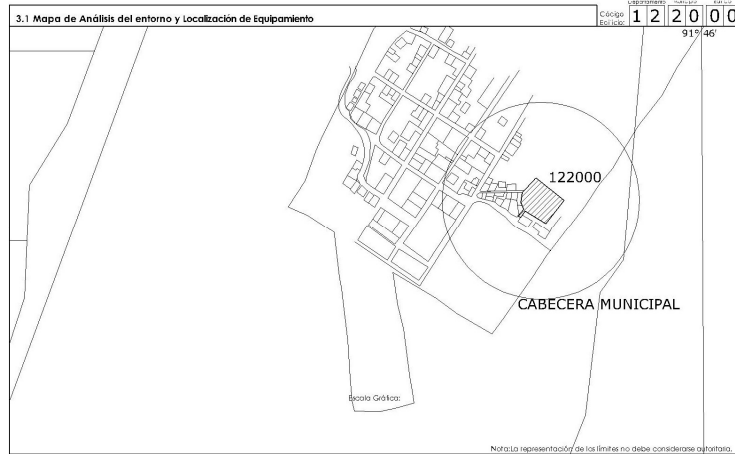 3.1 Mapa de Análisis del entorno y Localización de Equipamiento
Código Edificio:
Departamento
1 2 2 0 0 0
91° 46'
122000
CABECERA MUNICIPAL
Escala Gráfica:
Nota:La representación de los límites no debe considerarse autoritaria.